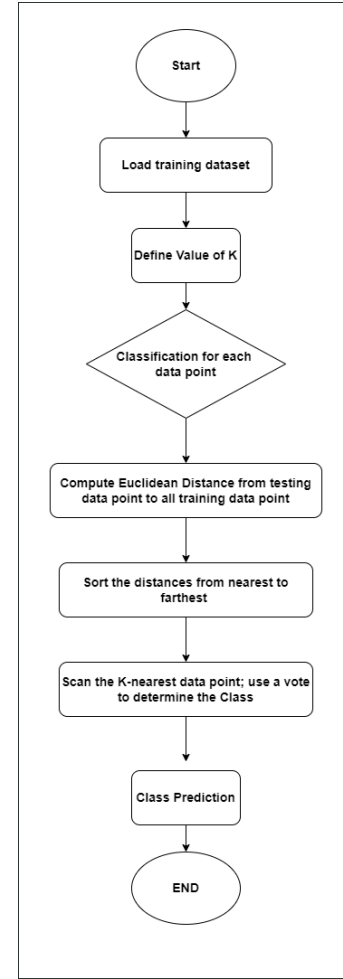 Start
Load training dataset
Define Value of K
Classification for each
data point
Compute Euclidean Distance from testing
data point to all training data point
Sort the distances from nearest to
farthest
Scan the K-nearest data point; use a vote
to determine the Class
Class Prediction
END